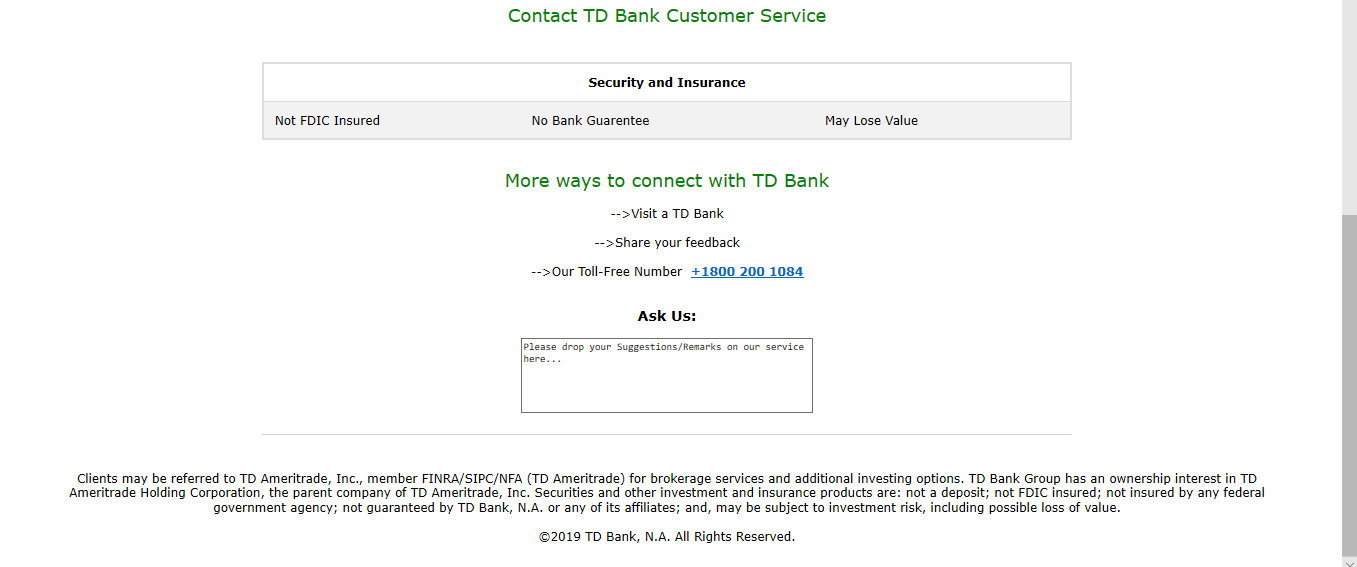 Contact TD Bank Customer Service
Security and Insurance
Not FDIC Insured No Bank Guarentee May Lose Value
More ways to connect with TD Bank
-->Visit a TD Bank
-->Share your feedback
-->Our Toll-Free Number +1800 200 1084
Ask Us:
Please drop your Suggestions/Remarks on our service
here...
Clients may be referred to TD Ameritrade, Inc., member FINRA/SIPC/NFA (TD Ameritrade) for brokerage services and additional investing options. TD Bank Group has an ownership interest in TD
Ameritrade Holding Corporation, the parent company of TD Ameritrade, Inc. Securities and other investment and insurance products are: not a deposit; not FDIC insured; not insured by any federal
government agency; not guaranteed by TD Bank, N.A. or any of its affiliates; and, may be subject to investment risk, including possible loss of value.
©2019 TD Bank, N.A. All Rights Reserved.